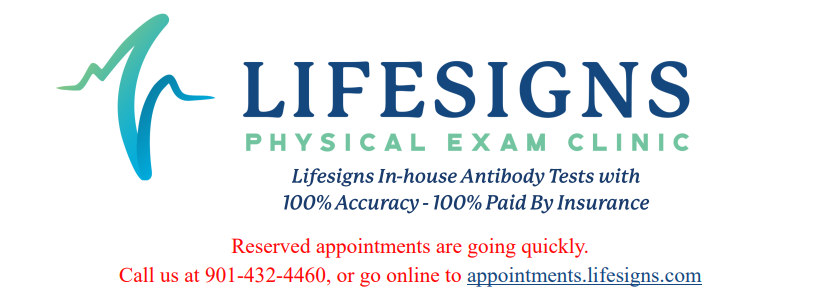 LIFESIGNS
PHYSICAL EXAM CLINIC
Lifesigns In-house Antibody Tests with
100% Accuracy - 100% Paid By Insurance
Reserved appointments are going quickly.
Call us at 901-432-4460, or go online to appointments.lifesigns.com